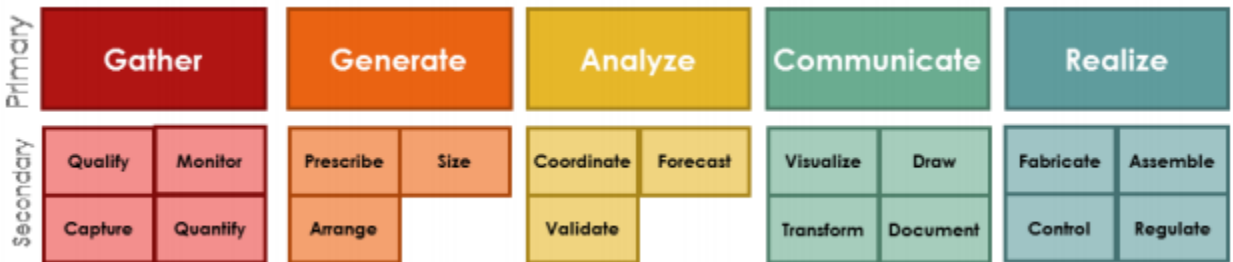 Primary
Gather Generate Analyze Communicate Realize
Secondary
Qualify Monitor Prescribe Size Coordinate Forecast Visualize Draw Fabricate Assemble
Capture Quantify Arrange Validate Transform Document Control Regulate